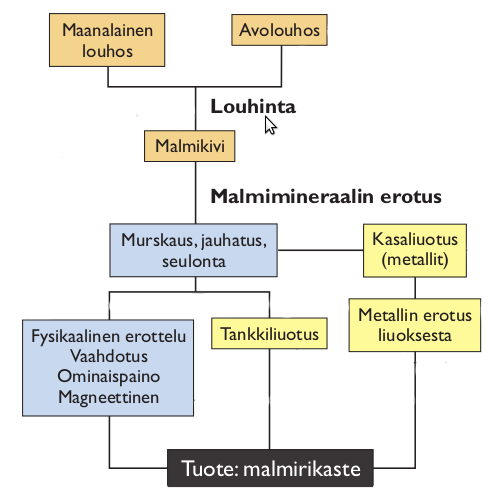 Maanalainen
louhos
Avolouhos
Louhinta
Malmikivi
Malmimineraalin erotus
Murskaus, jauhatus,
seulonta
Kasaliuotus
(metallit)
Fysikaalinen erottelu
Vaahdotus
Ominaispaino
Magneettinen
Tankkiliuotus
Metallin erotus
liuoksesta
Tuote: malmirikaste